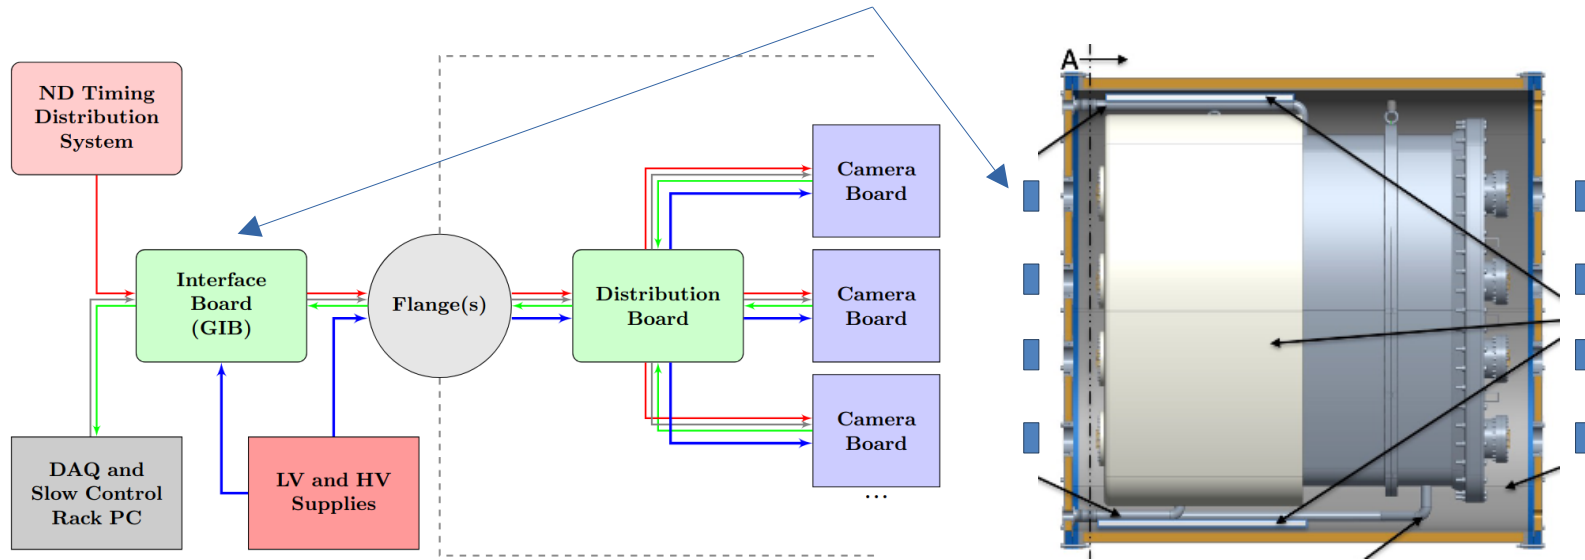 ND Timing
Distribution
System
Interface
Board
(GIB)
Flange(s)
Distribution
Board
Camera
Board
Camera
Board
Camera
Board
...
DAQ and
Slow Control
Rack PC
LV and HV
Supplies
A